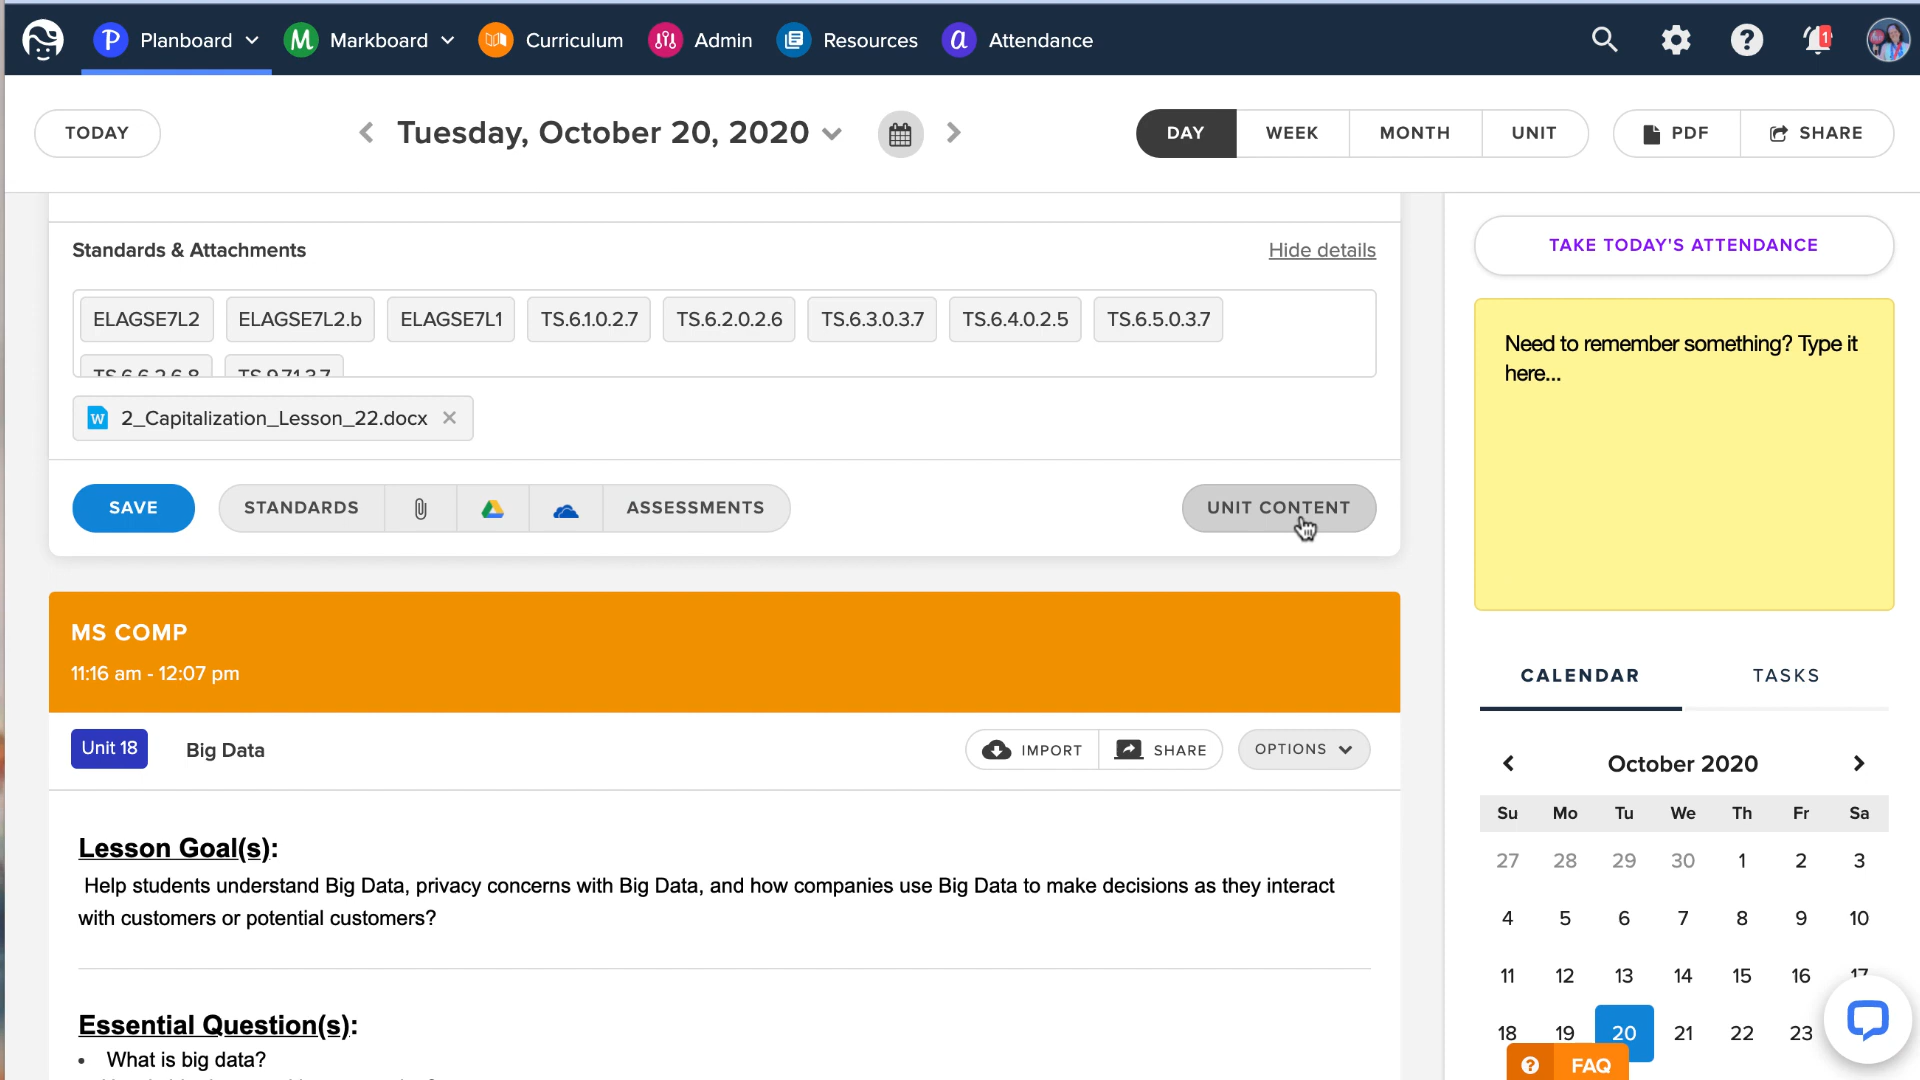 Planboard Markboard Curriculum Admin Resources Attendance 1
TODAY Tuesday, October 20, 2020 DAY WEEK MONTH UNIT PDF SHARE
Standards & Attachments Hide details
ELAGSE7L2 ELAGSE7L2.b ELAGSE7L1 TS.6.1.0.2.7 TS.6.2.0.2.6 TS.6.3.0.3.7 TS.6.4.0.2.5 TS.6.5.0.3.7
TS.6.6.2.6.8
2_Capitalization_Lesson_22.docx
SAVE STANDARDS ASSESSMENTS UNIT CONTENT
MS COMP
11:16 am - 12:07 pm
Unit 18 Big Data IMPORT SHARE OPTIONS
Lesson Goal(s):
Help students understand Big Data, privacy concerns with Big Data, and how companies use Big Data to make decisions as they interact
with customers or potential customers?
Essential Question(s):
• What is big data?
TAKE TODAY'S ATTENDANCE
Need to remember something? Type it
here...
CALENDAR TASKS
October 2020
Su Mo Tu We Th Fr Sa
27 28 29 30 1 2 3
4 5 6 7 8 9 10
11 12 13 14 15 16 17
18 19 20 21 22 23
FAQ